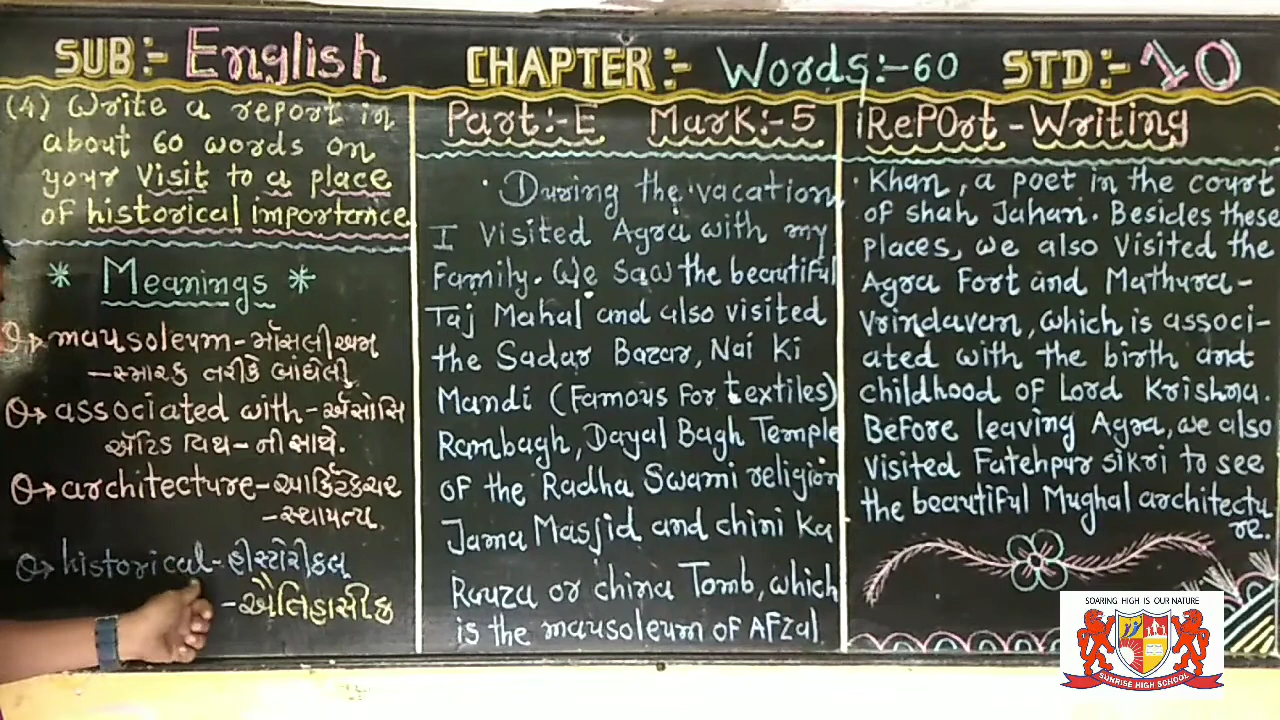 SUB:- English
CHAPTER:- Words:-60
STD:- 10
(4) Write a report in
about 60 words on
your visit to a place
of historical importance
* Meanings *
mausoleum - મૉસલીઅમ
- સ્મારક તરીકે બાંધેલી
associated with - ઍસોસિ
ઍટિડ વિથ - ની સાથે.
architecture - આર્કિટેક્ચર
- સ્થાપત્ય
historical - હીસ્ટોરીકલ
- ઐતિહાસીક
Part:-E Mark:-5
During the vacation
I visited Agra with my
Family. We saw the beautiful
Taj Mahal and also visited
the Sadar Bazar, Nai Ki
Mandi (Famous For textiles)
Rambagh, Dayal Bagh Temple
of the Radha Swami religion
Jama Masjid and chini ka
Rauza or china Tomb, which
is the mausoleum of AFzal
RePOrt - Writing
Khan, a poet in the court
of shah Jahan. Besides these
places, we also visited the
Agra Fort and Mathura-
Vrindavan, which is associ-
ated with the birth and
childhood of Lord Krishna.
Before leaving Agra, we also
visited Fatehpur sikri to see
the beautiful Mughal architectu
re.
SOARING HIGH IS OUR NATURE
SUNRISE HIGH SCHOOL